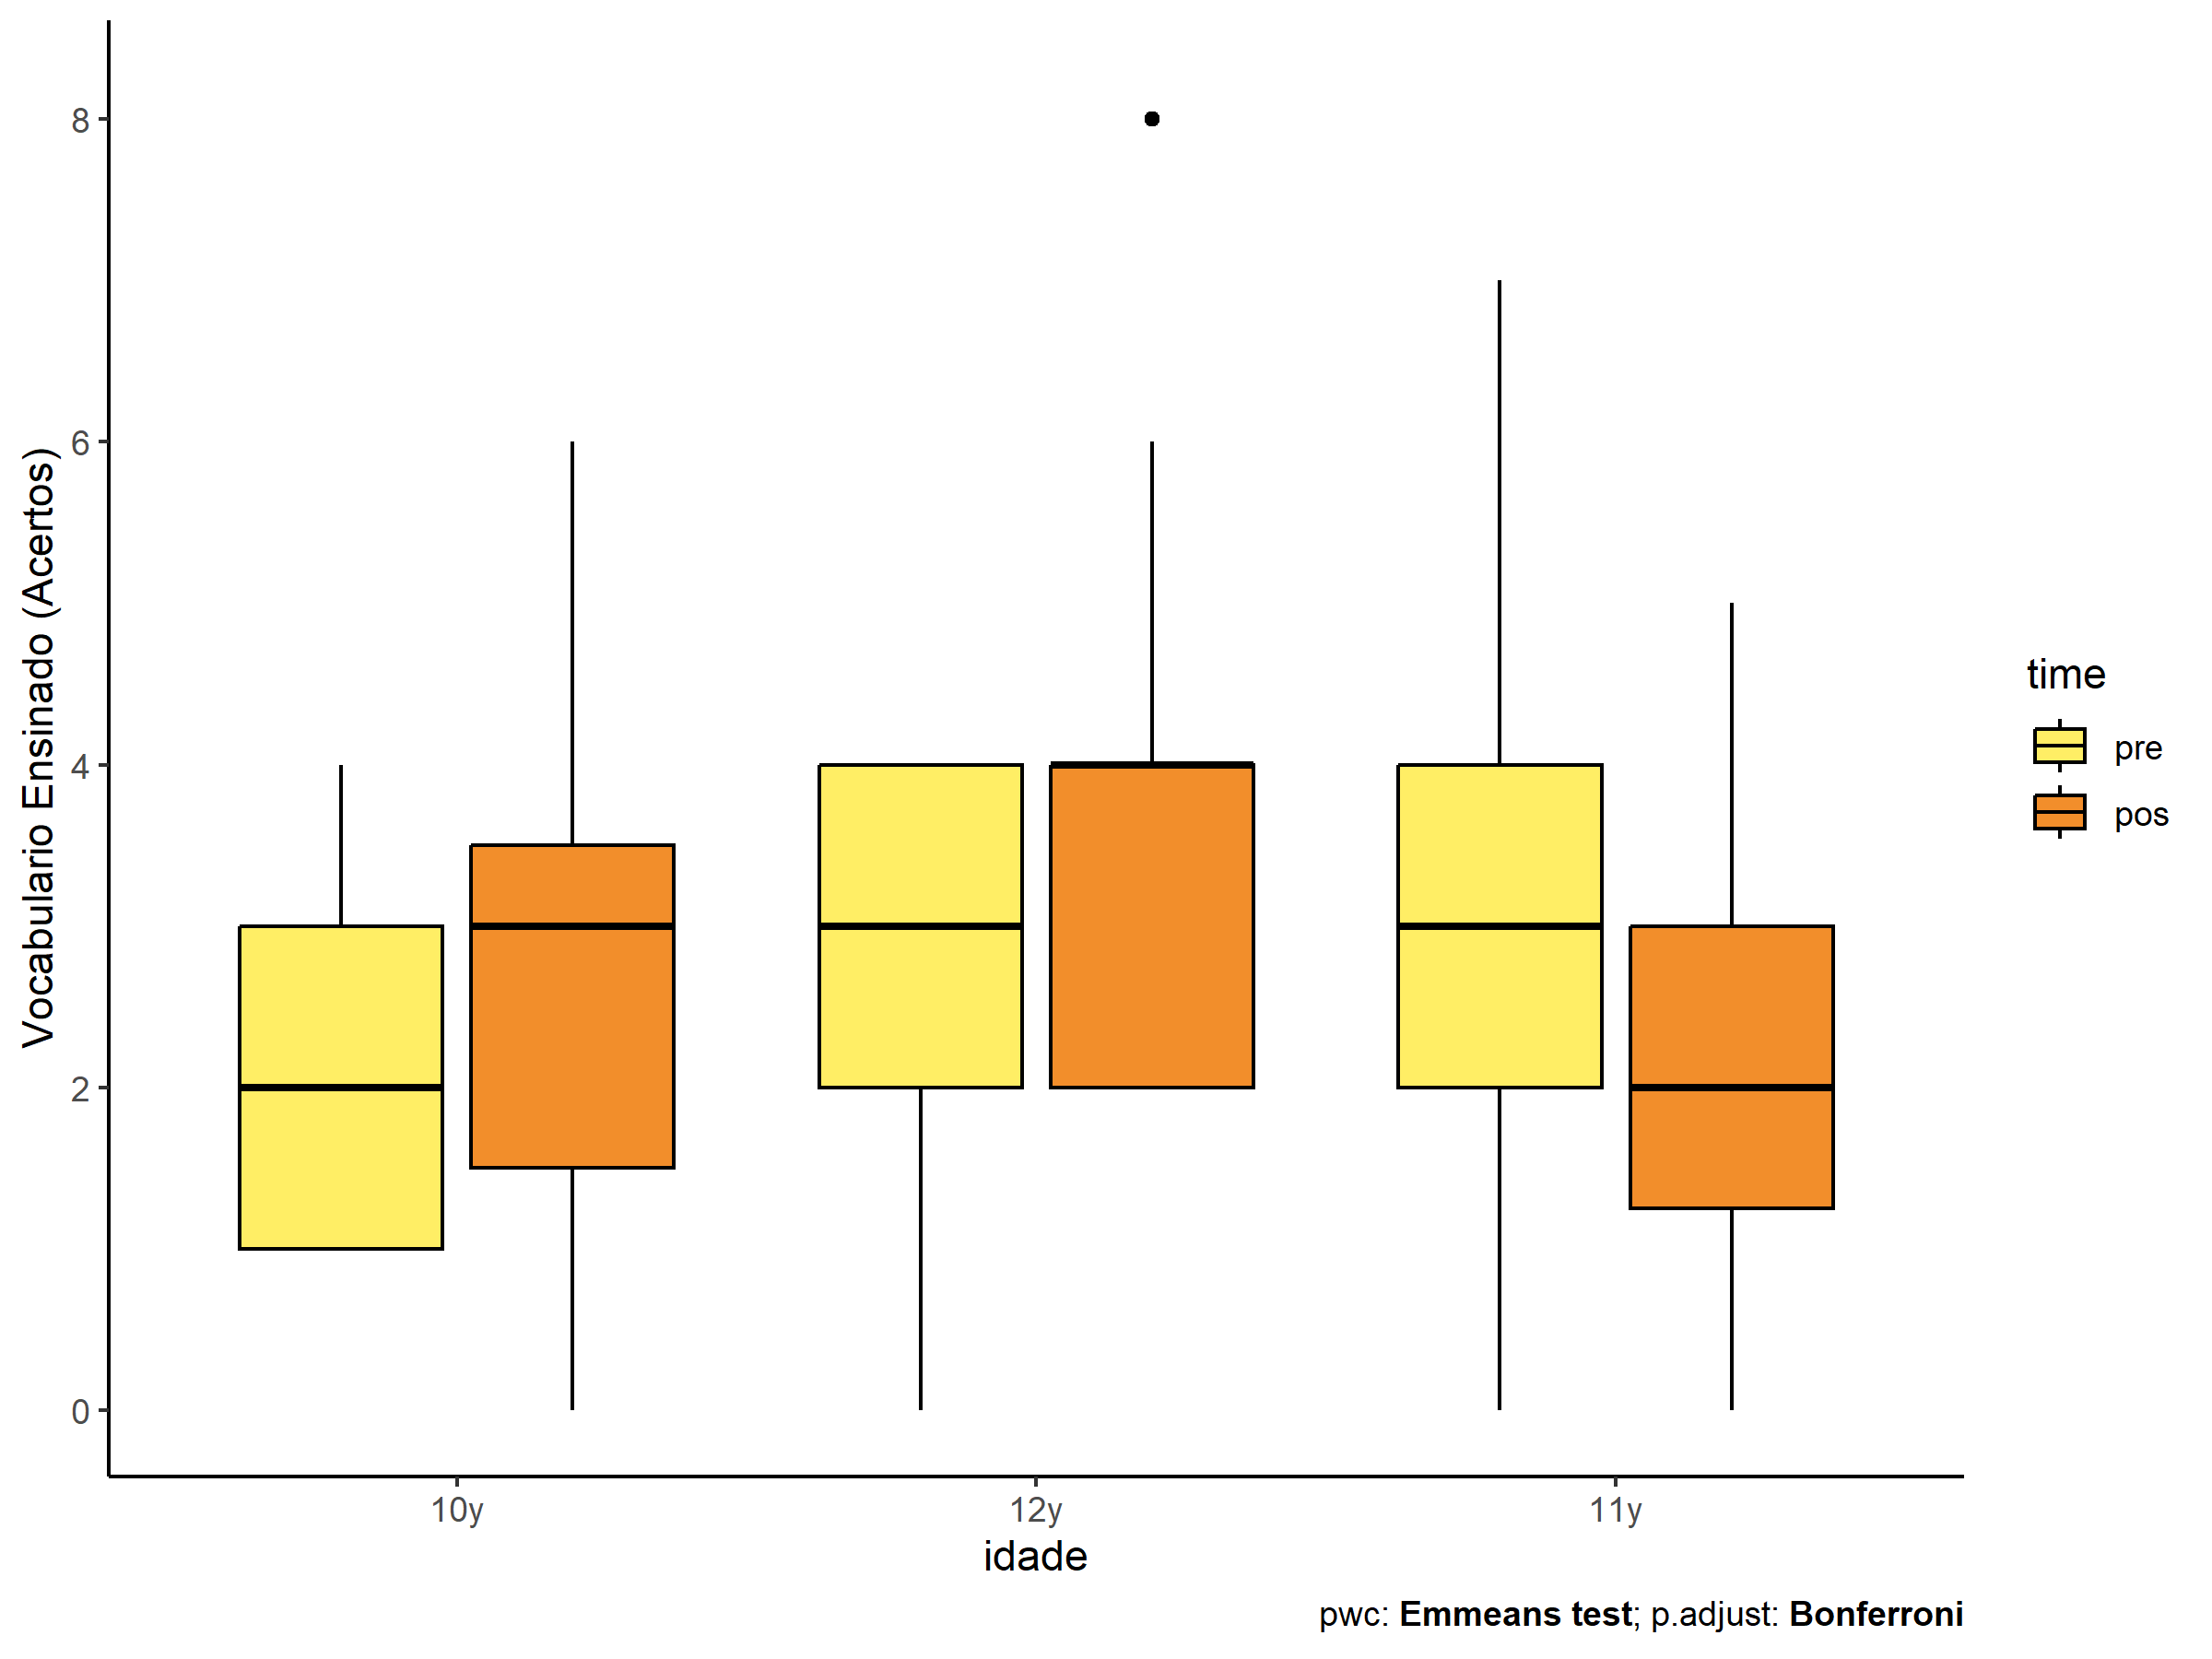 Vocabulario Ensinado (Acertos)
8
6
4
2
0
10y
12y
11y
idade
time
pre
pos
pwc: Emmeans test; p.adjust: Bonferroni